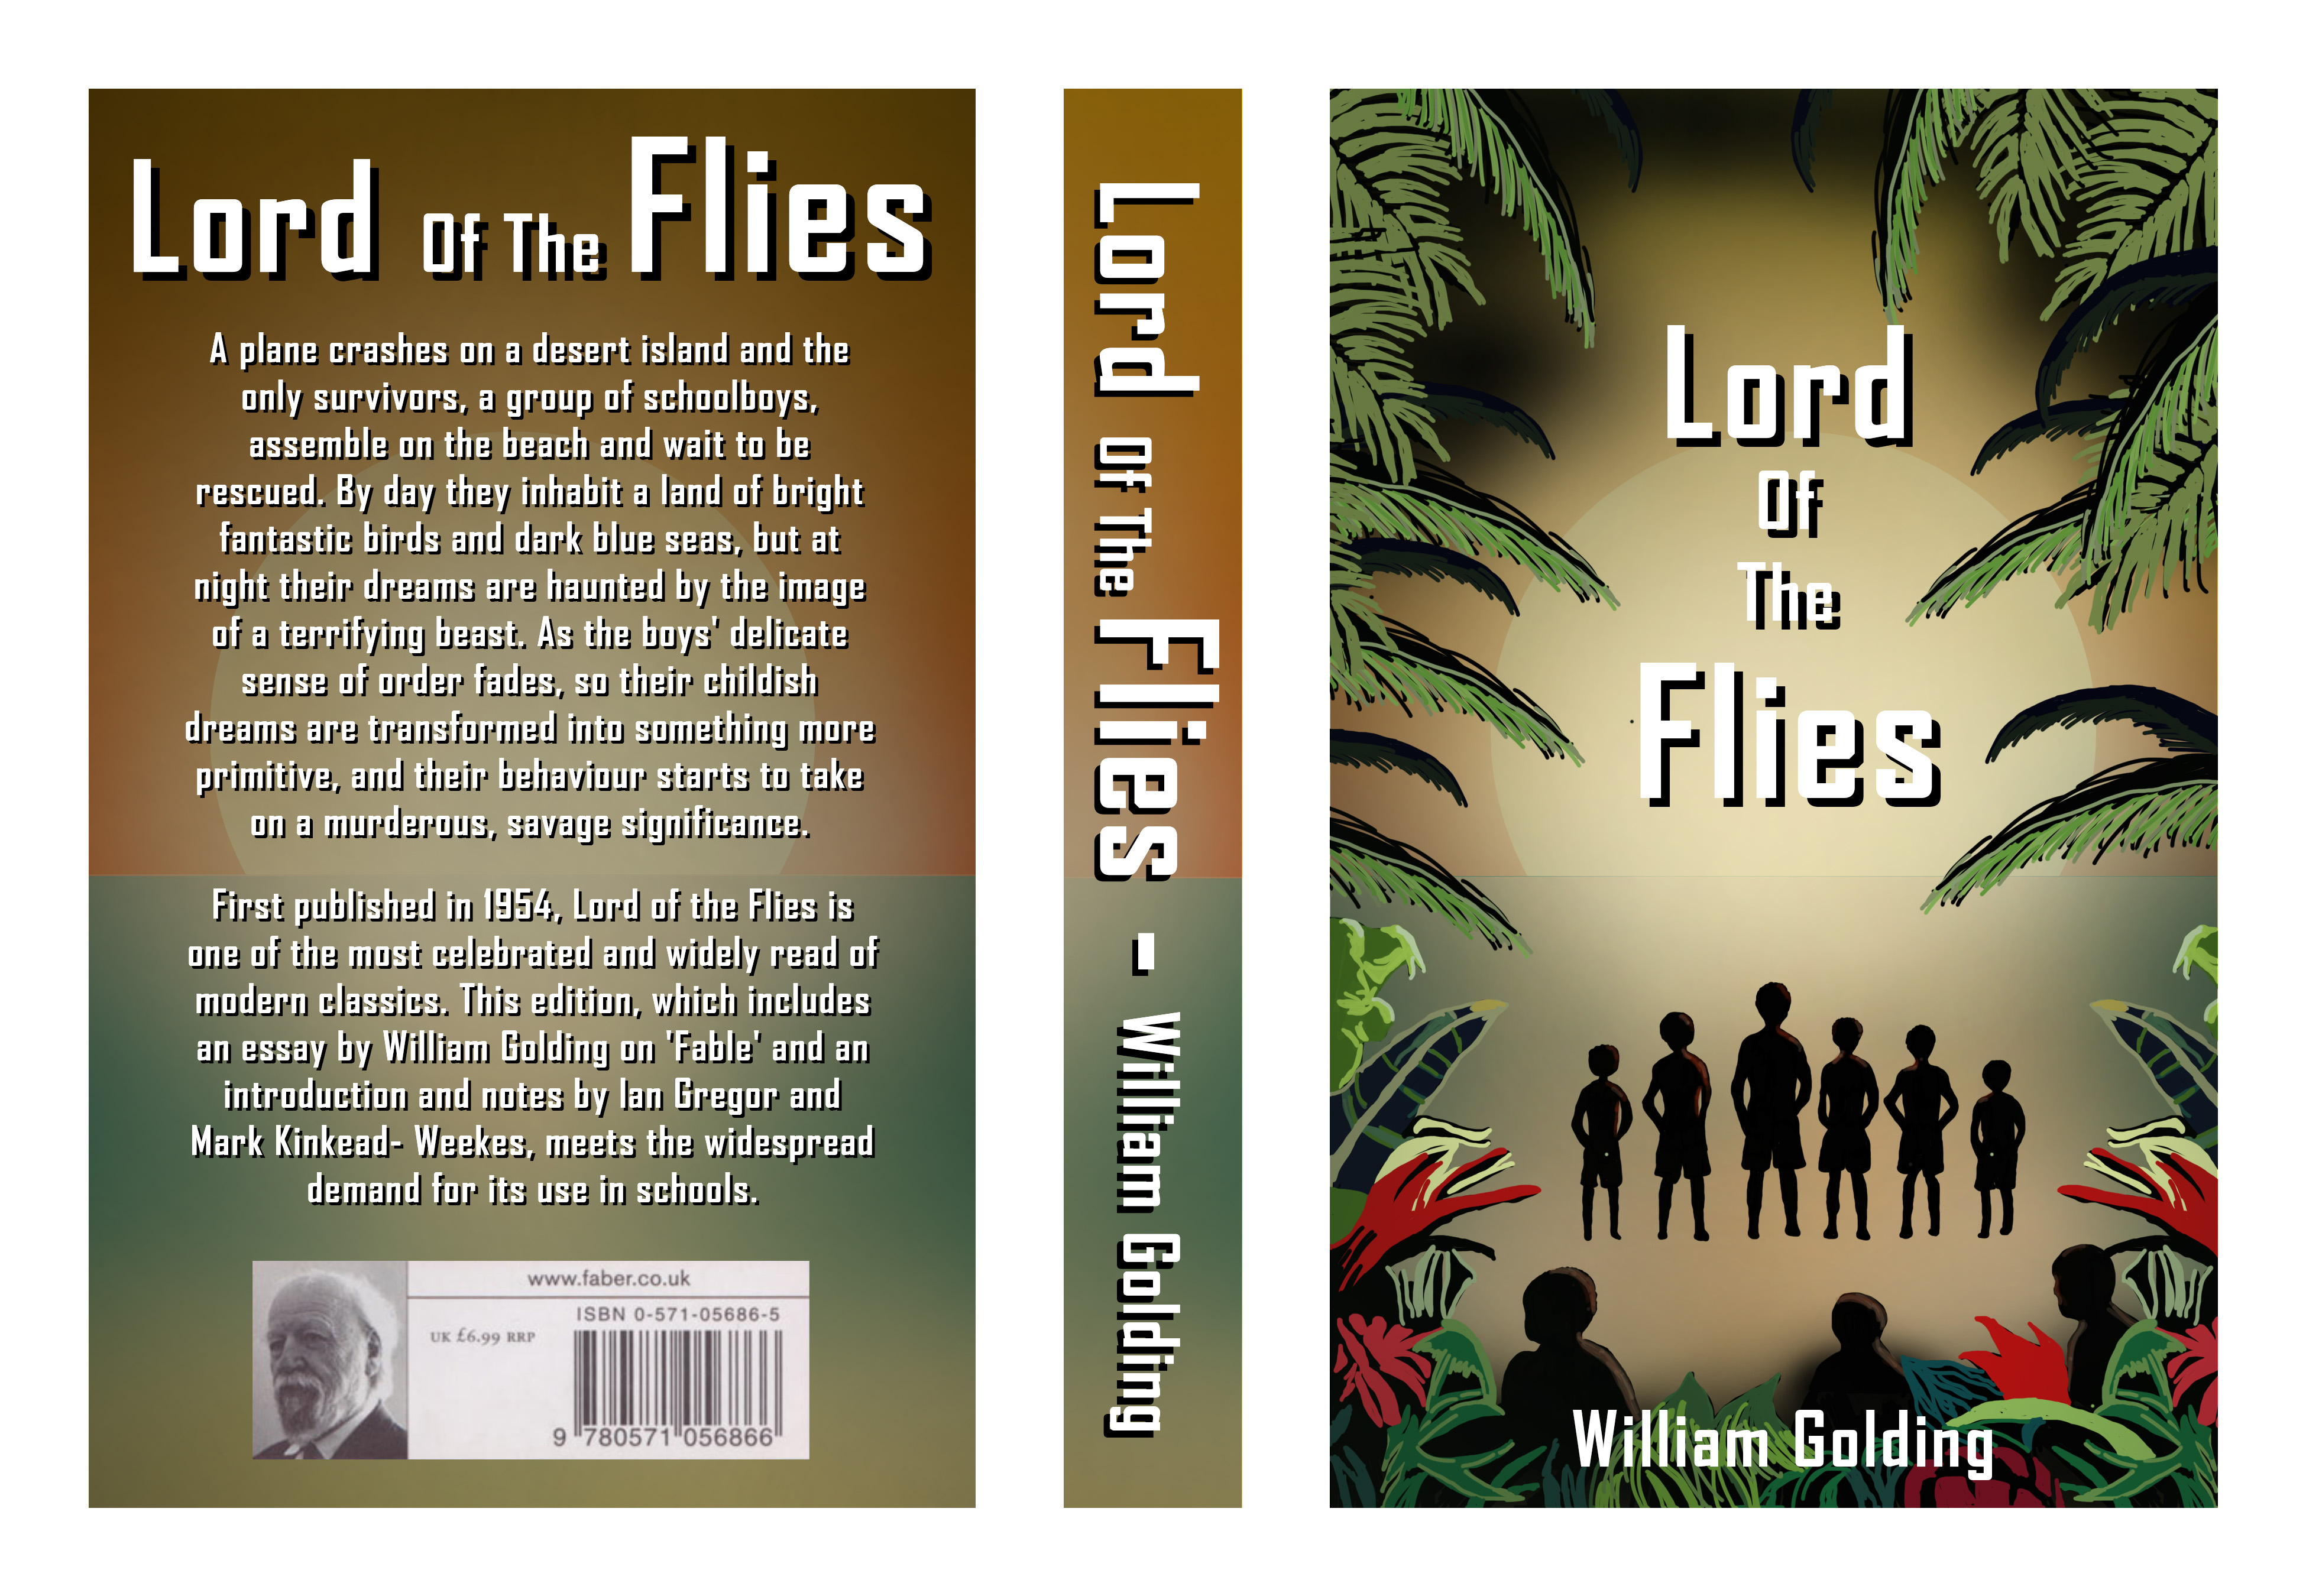 Lord Of The Flies
A plane crashes on a desert island and the
only survivors, a group of schoolboys,
assemble on the beach and wait to be
rescued. By day they inhabit a land of bright
fantastic birds and dark blue seas, but at
night their dreams are haunted by the image
of a terrifying beast. As the boys' delicate
sense of order fades, so their childish
dreams are transformed into something more
primitive, and their behaviour starts to take
on a murderous, savage significance.
First published in 1954, Lord of the Flies is
one of the most celebrated and widely read of
modern classics. This edition, which includes
an essay by William Golding on 'Fable' and an
introduction and notes by Ian Gregor and
Mark Kinkead- Weekes, meets the widespread
demand for its use in schools.
www.faber.co.uk
ISBN 0-571-05686-5
UK £6.99 RRP
9 780571 056866
Lord Of The Flies - William Golding
Lord
Of
The
Flies
William Golding